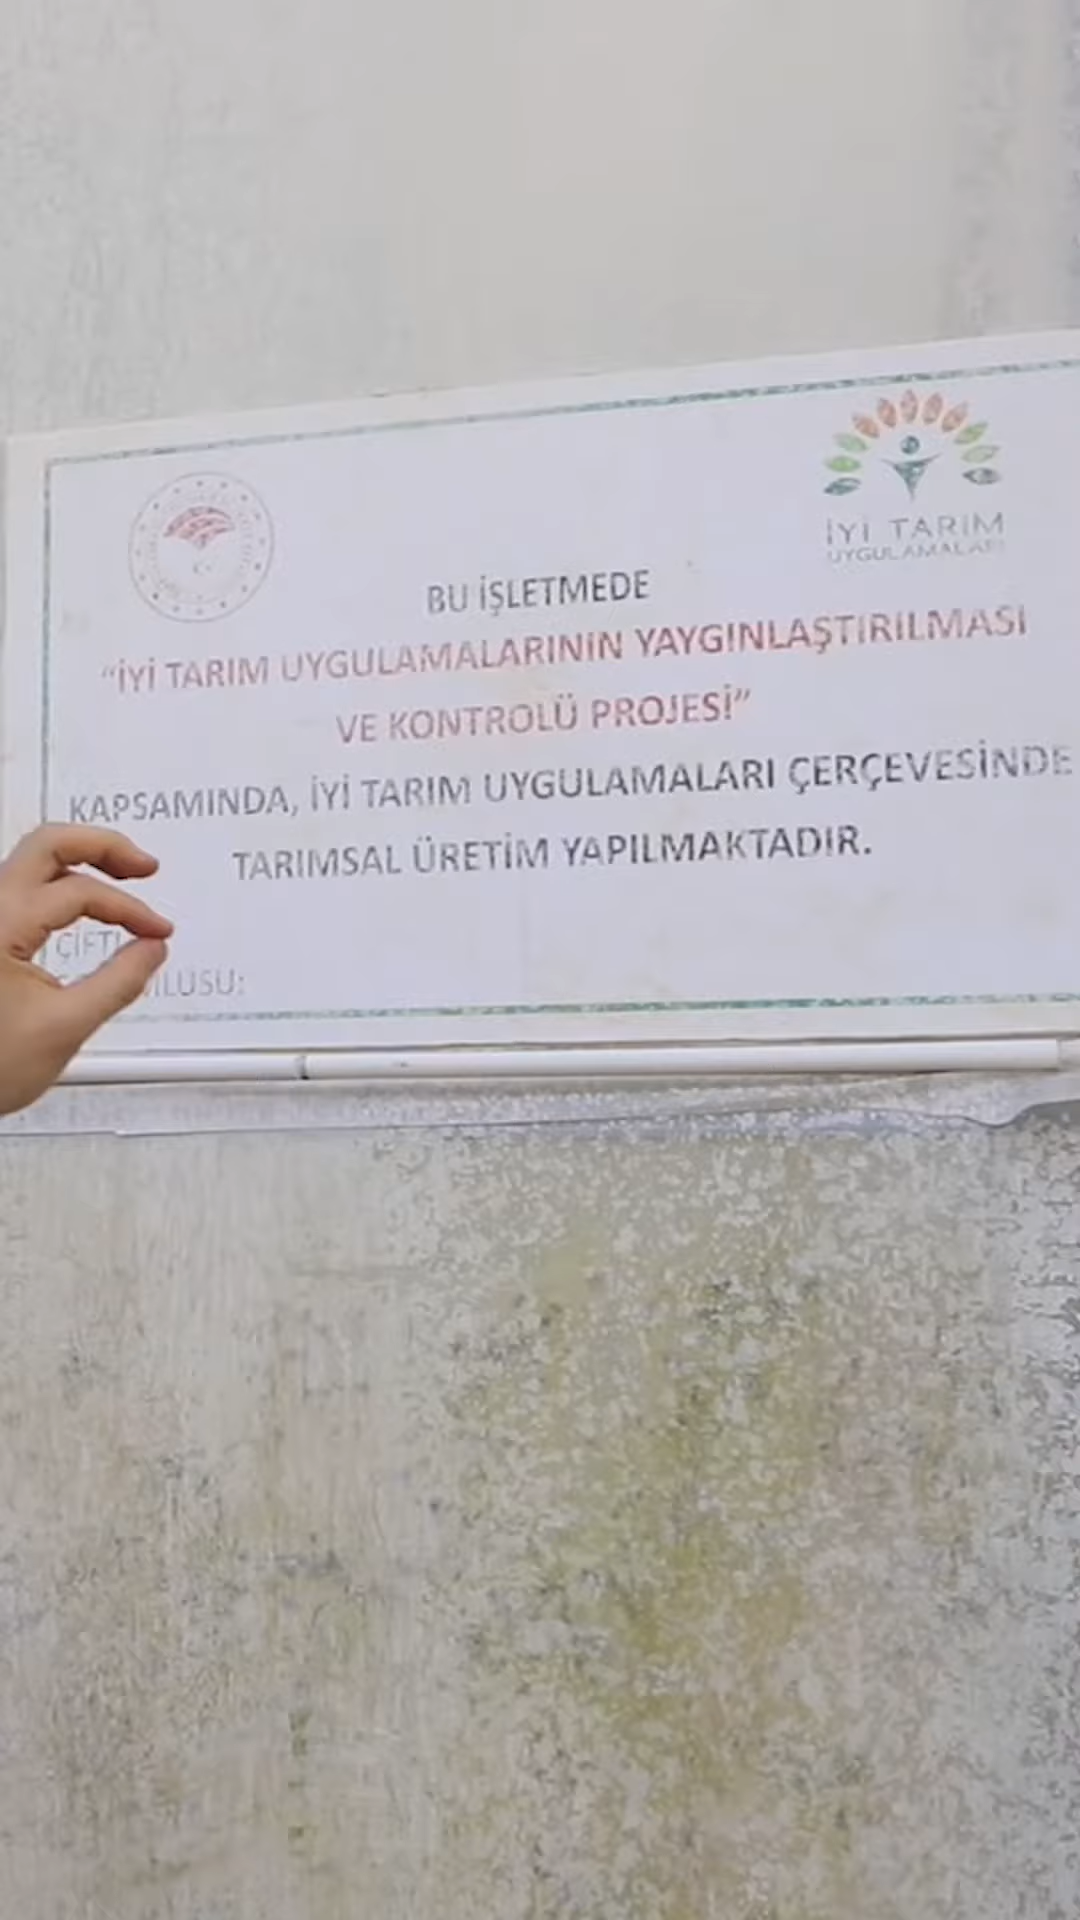 İYİ TARIM
UYGULAMALARI
BU İŞLETMEDE
“İYİ TARIM UYGULAMALARININ YAYGINLAŞTIRILMASI
VE KONTROLÜ PROJESİ”
KAPSAMINDA, İYİ TARIM UYGULAMALARI ÇERÇEVESİNDE
TARIMSAL ÜRETİM YAPILMAKTADIR.